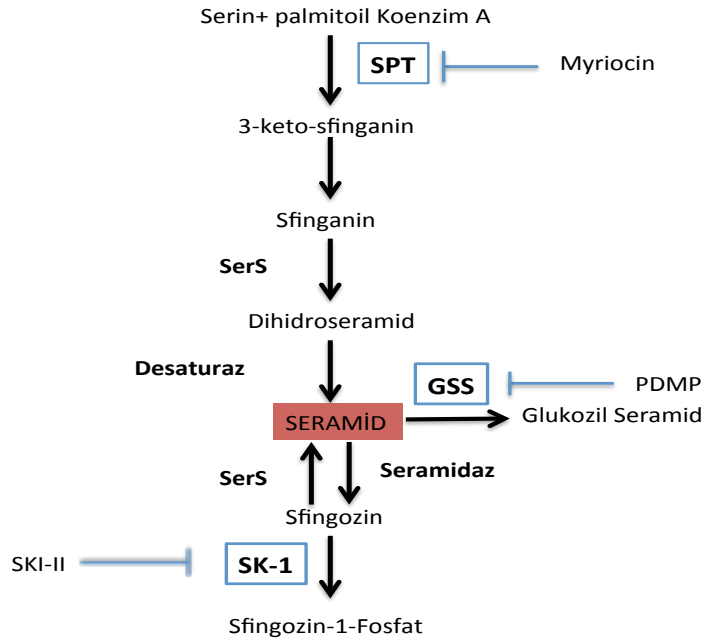 Serin+ palmitoil Koenzim A
SPT
Myriocin
3-keto-sfinganin
Sfinganin
SerS
Dihidroseramid
Desaturaz
GSS
PDMP
SERAMİD
Glukozil Seramid
SerS
Seramidaz
Sfingozin
SKI-II
SK-1
Sfingozin-1-Fosfat